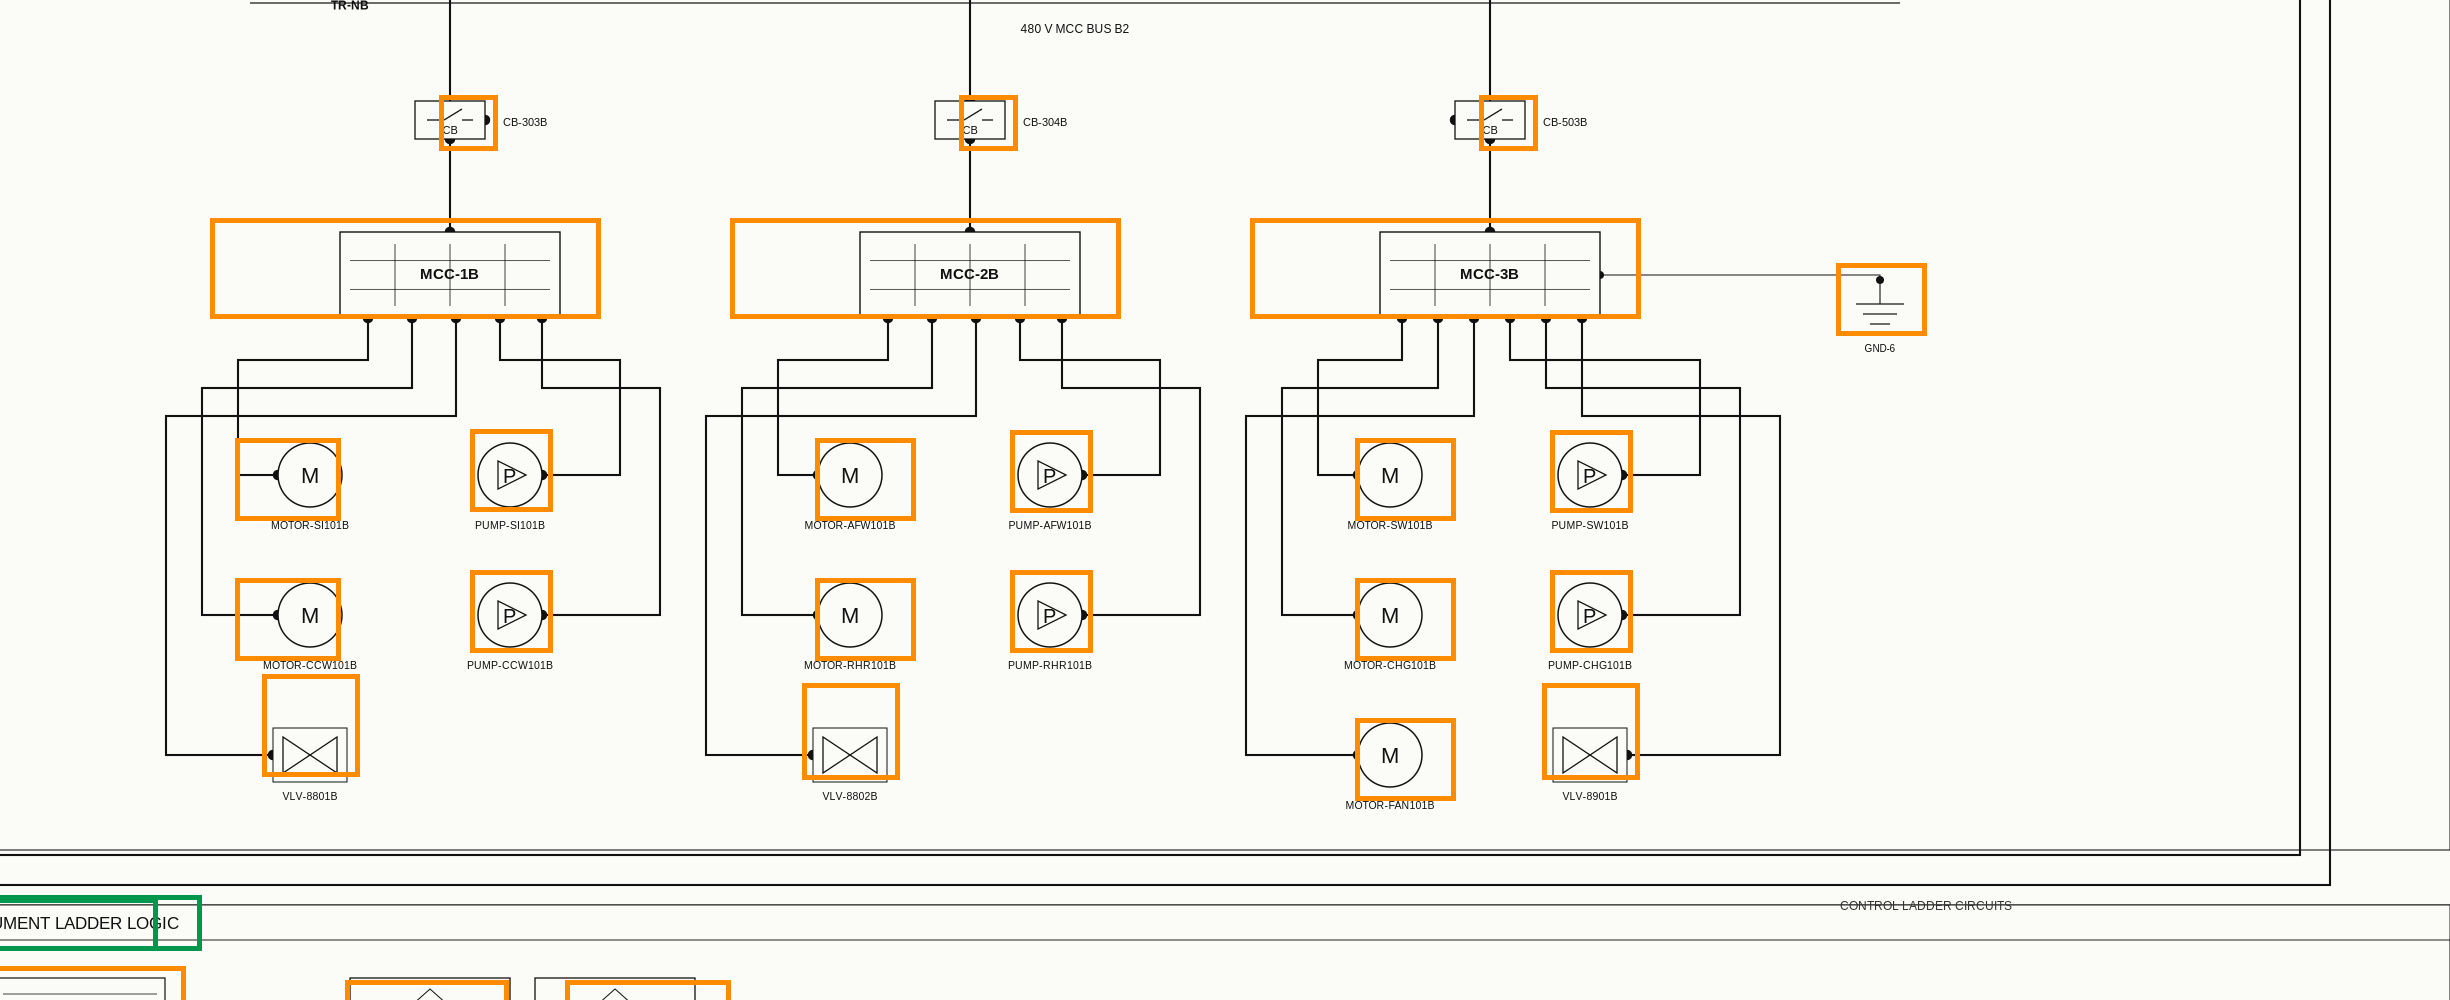 TR-NB
480 V MCC BUS B2
CB
CB-303B
CB
CB-304B
CB
CB-503B
MCC-1B
MCC-2B
MCC-3B
GND-6
M
P
M
P
M
P
MOTOR-SI101B
PUMP-SI101B
MOTOR-AFW101B
PUMP-AFW101B
MOTOR-SW101B
PUMP-SW101B
M
P
M
P
M
P
MOTOR-CCW101B
PUMP-CCW101B
MOTOR-RHR101B
PUMP-RHR101B
MOTOR-CHG101B
PUMP-CHG101B
M
VLV-8801B
VLV-8802B
MOTOR-FAN101B
VLV-8901B
CONTROL LADDER CIRCUITS
UMENT LADDER LOGIC